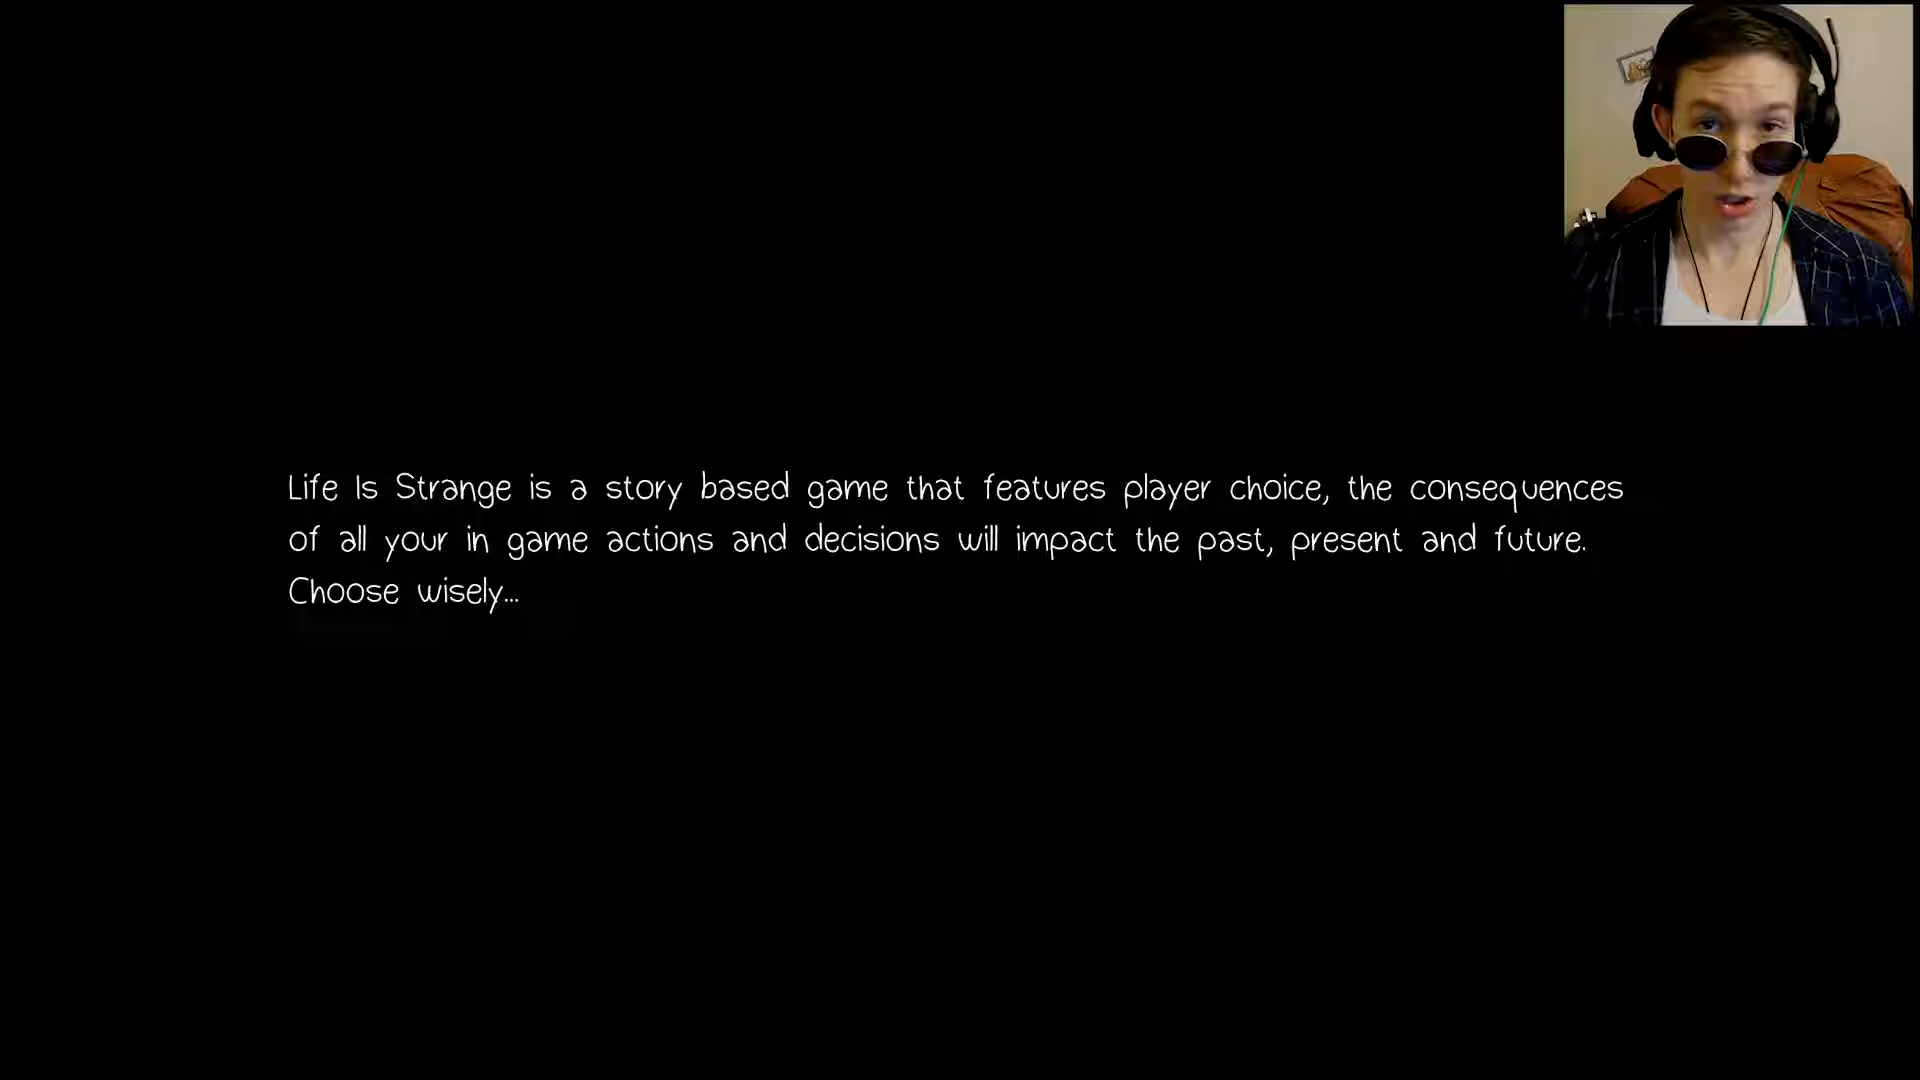 Life Is Strange is a story based game that features player choice, the consequences
of all your in game actions and decisions will impact the past, present and future.
Choose wisely...